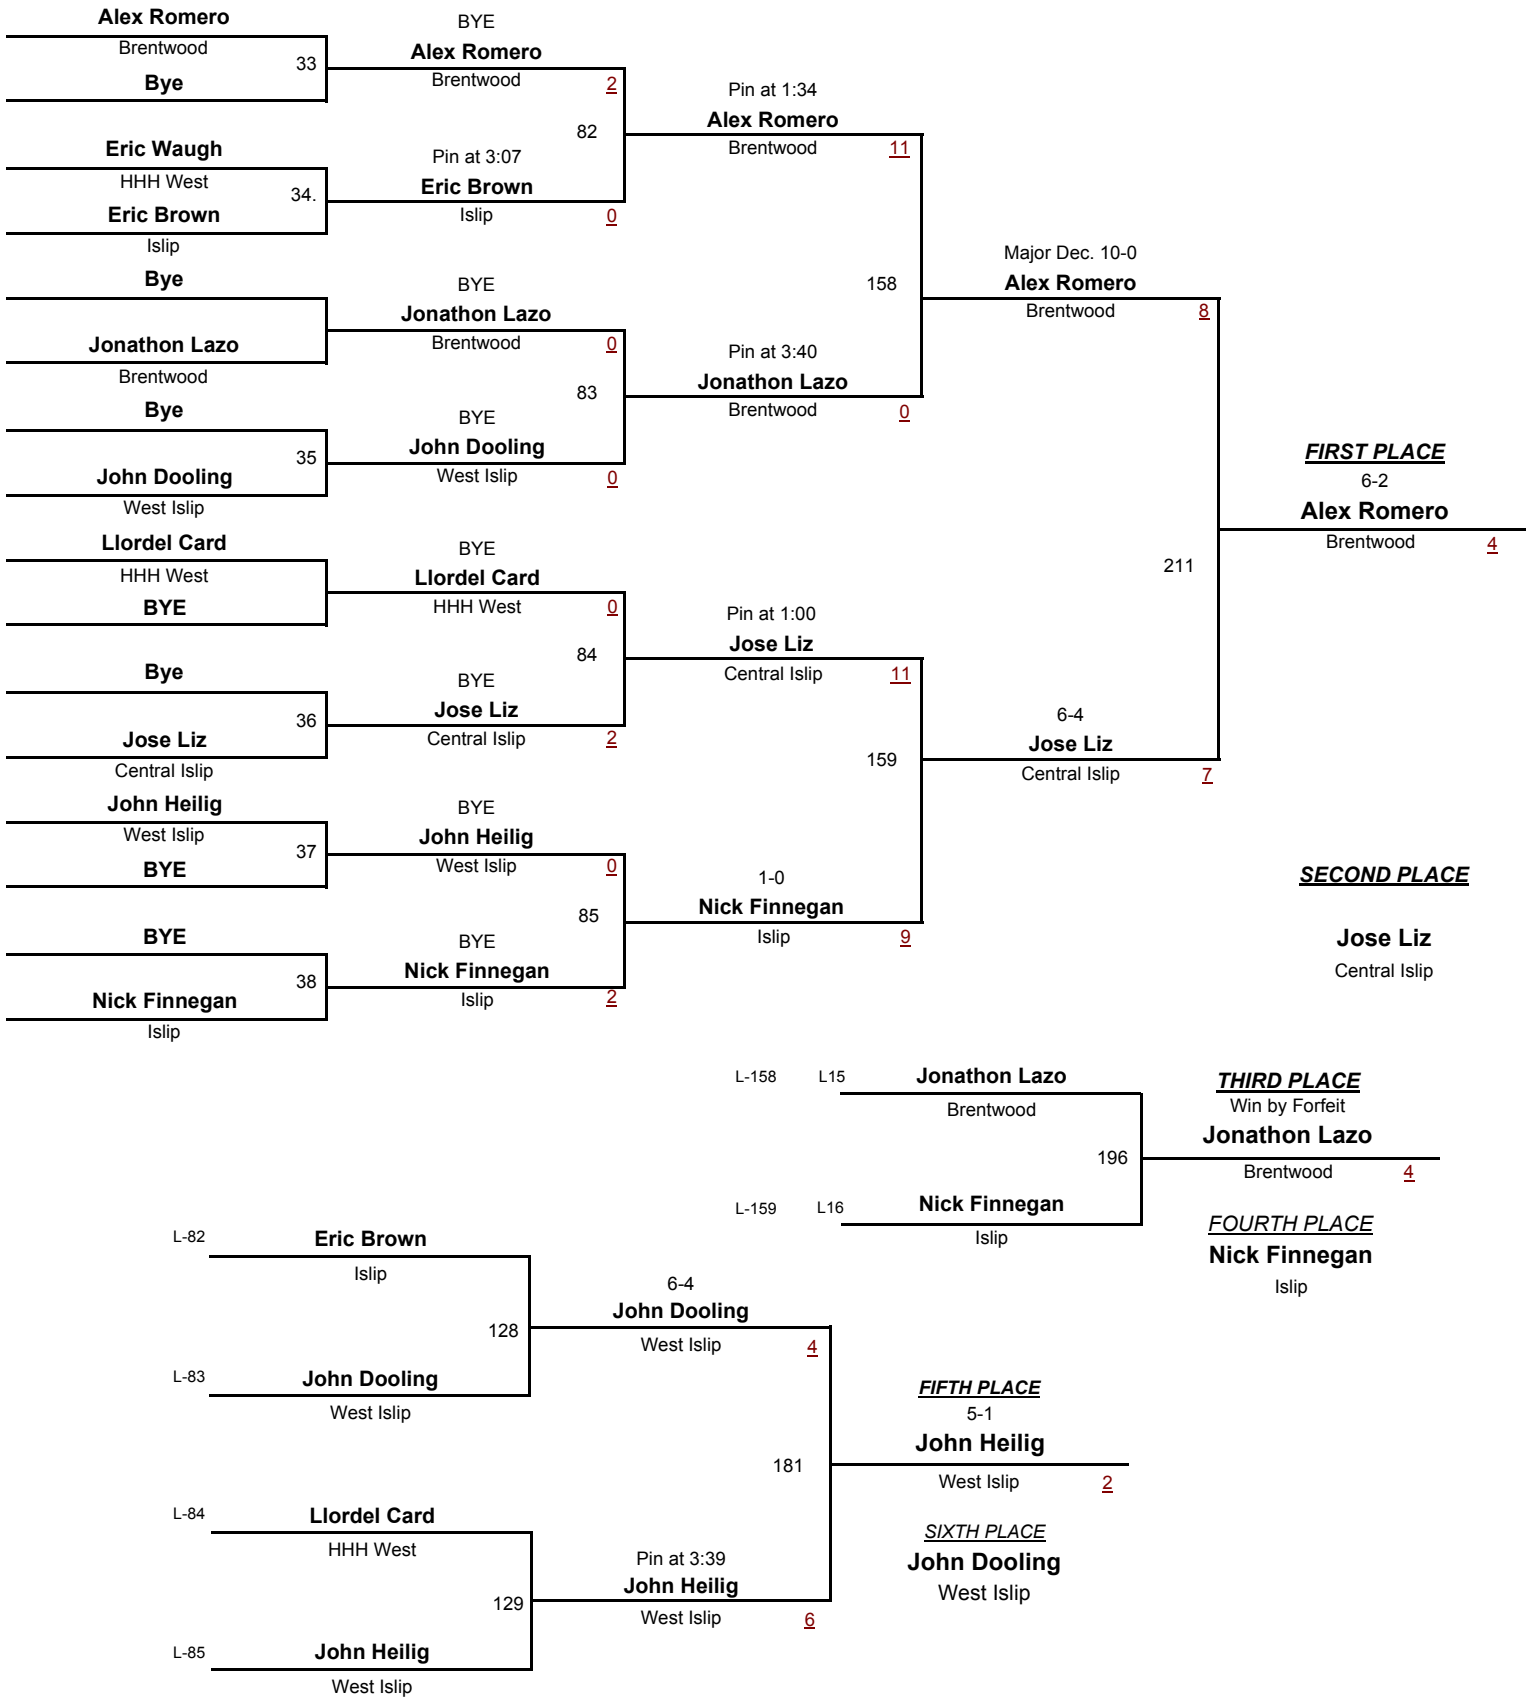 Alex Romero
Brentwood
33
Bye
Eric Waugh
HHH West
34.
Eric Brown
Islip
Bye
Jonathon Lazo
Brentwood
Bye
35
John Dooling
West Islip
Llordel Card
HHH West
BYE
Bye
36
Jose Liz
Central Islip
John Heilig
West Islip
37
BYE
BYE
38
Nick Finnegan
Islip
BYE
Alex Romero
Brentwood
2
82
Pin at 3:07
Eric Brown
Islip
0
BYE
Jonathon Lazo
Brentwood
0
83
BYE
John Dooling
West Islip
0
BYE
Llordel Card
HHH West
0
84
BYE
Jose Liz
Central Islip
2
BYE
John Heilig
West Islip
0
85
BYE
Nick Finnegan
Islip
2
Pin at 1:34
Alex Romero
Brentwood
11
158
Pin at 3:40
Jonathon Lazo
Brentwood
0
Pin at 1:00
Jose Liz
Central Islip
11
159
1-0
Nick Finnegan
Islip
9
Major Dec. 10-0
Alex Romero
Brentwood
8
211
6-4
Jose Liz
Central Islip
7
FIRST PLACE
6-2
Alex Romero
Brentwood
4
SECOND PLACE
Jose Liz
Central Islip
L-158
L15
Jonathon Lazo
Brentwood
196
L-159
L16
Nick Finnegan
Islip
THIRD PLACE
Win by Forfeit
Jonathon Lazo
Brentwood
4
FOURTH PLACE
Nick Finnegan
Islip
L-82
Eric Brown
Islip
128
L-83
John Dooling
West Islip
L-84
Llordel Card
HHH West
129
L-85
John Heilig
West Islip
6-4
John Dooling
West Islip
4
181
Pin at 3:39
John Heilig
West Islip
6
FIFTH PLACE
5-1
John Heilig
West Islip
2
SIXTH PLACE
John Dooling
West Islip